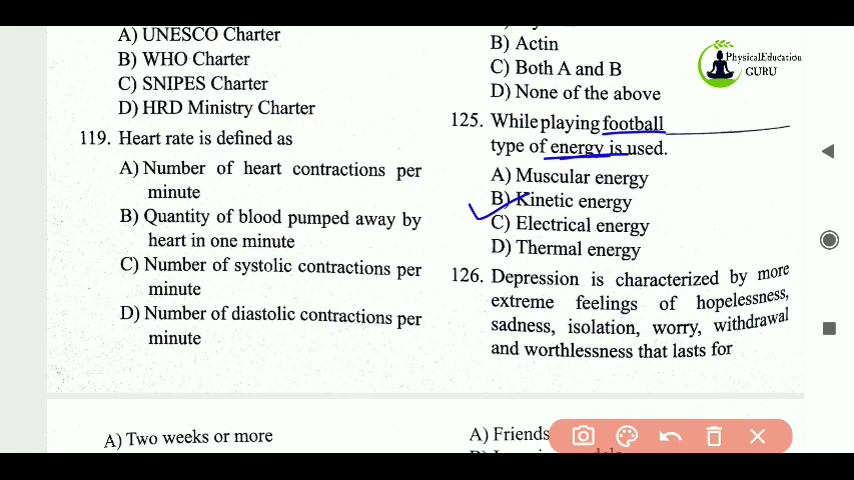 A) UNESCO Charter
B) WHO Charter
C) SNIPES Charter
D) HRD Ministry Charter
119. Heart rate is defined as
A) Number of heart contractions per
minute
B) Quantity of blood pumped away by
heart in one minute
C) Number of systolic contractions per
minute
D) Number of diastolic contractions per
minute
A) Two weeks or more
B) Actin
C) Both A and B
D) None of the above
125. While playing football
type of energy is used.
A) Muscular energy
B) Kinetic energy
C) Electrical energy
D) Thermal energy
126. Depression is characterized by more
extreme feelings of hopelessness,
sadness, isolation, worry, withdrawal
and worthlessness that lasts for
A) Friends
PhysicalEducation
GURU